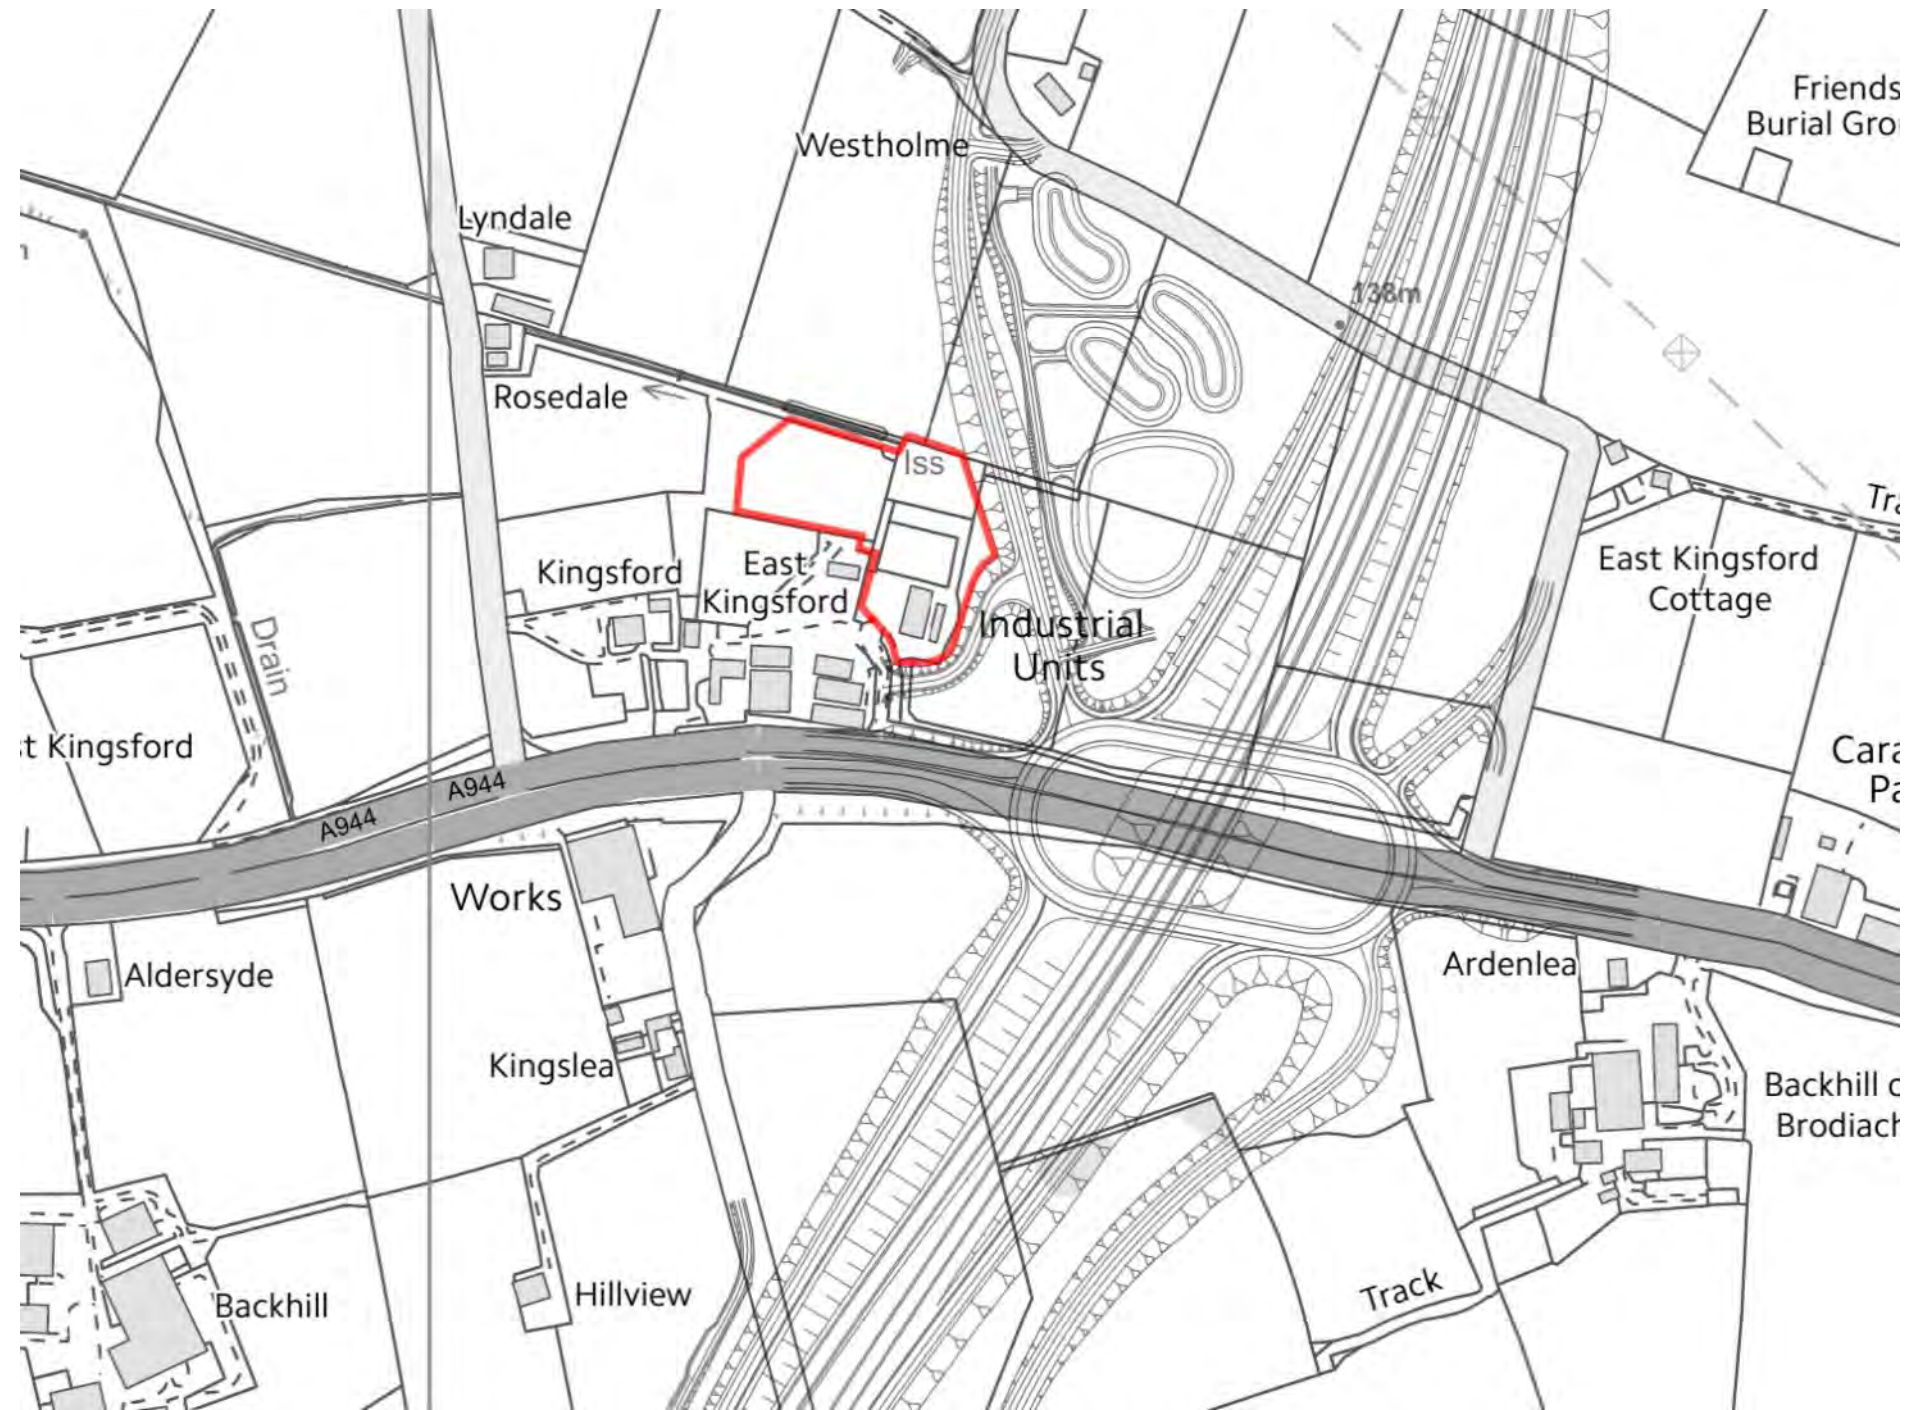 Friends
Burial Gro
Westholme
Lyndale
138m
Rosedale
Iss
Tra
East Kingsford
Cottage
Kingsford
East
Kingsford
Industrial
Units
Drain
st Kingsford
Cara
Pa
A944
A944
Works
Aldersyde
Ardenlea
Kingslea
Backhill o
Brodiach
Hillview
Backhill
Track